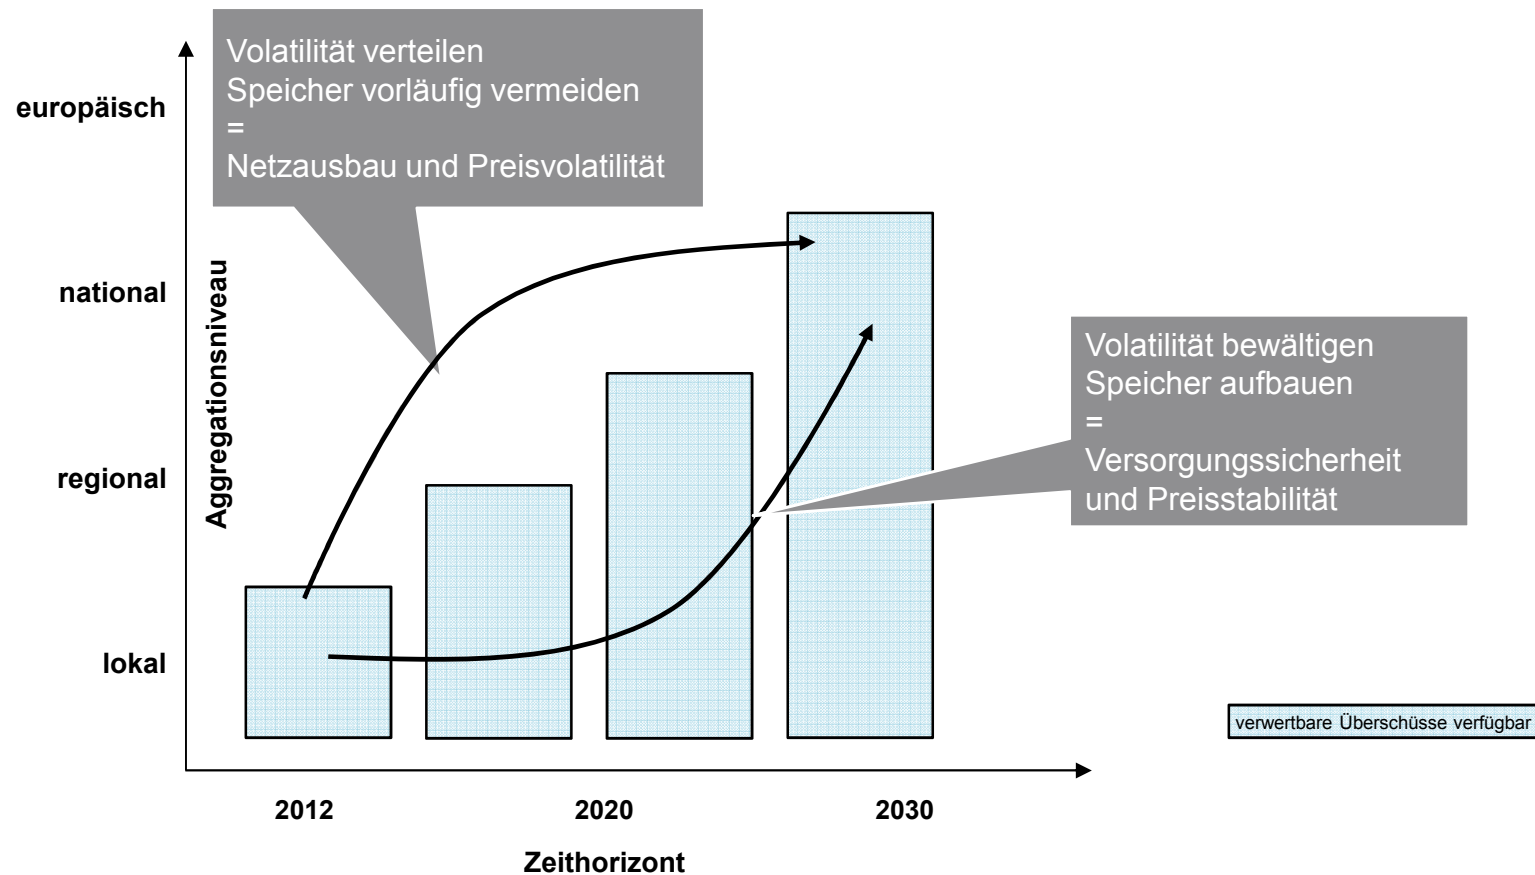 Volatilität verteilen
Speicher vorläufig vermeiden
=
Netzausbau und Preisvolatilität
europäisch
national
regional
lokal
Aggregationsniveau
Volatilität bewältigen
Speicher aufbauen
=
Versorgungssicherheit
und Preisstabilität
verwertbare Überschüsse verfügbar
2012 2020 2030
Zeithorizont